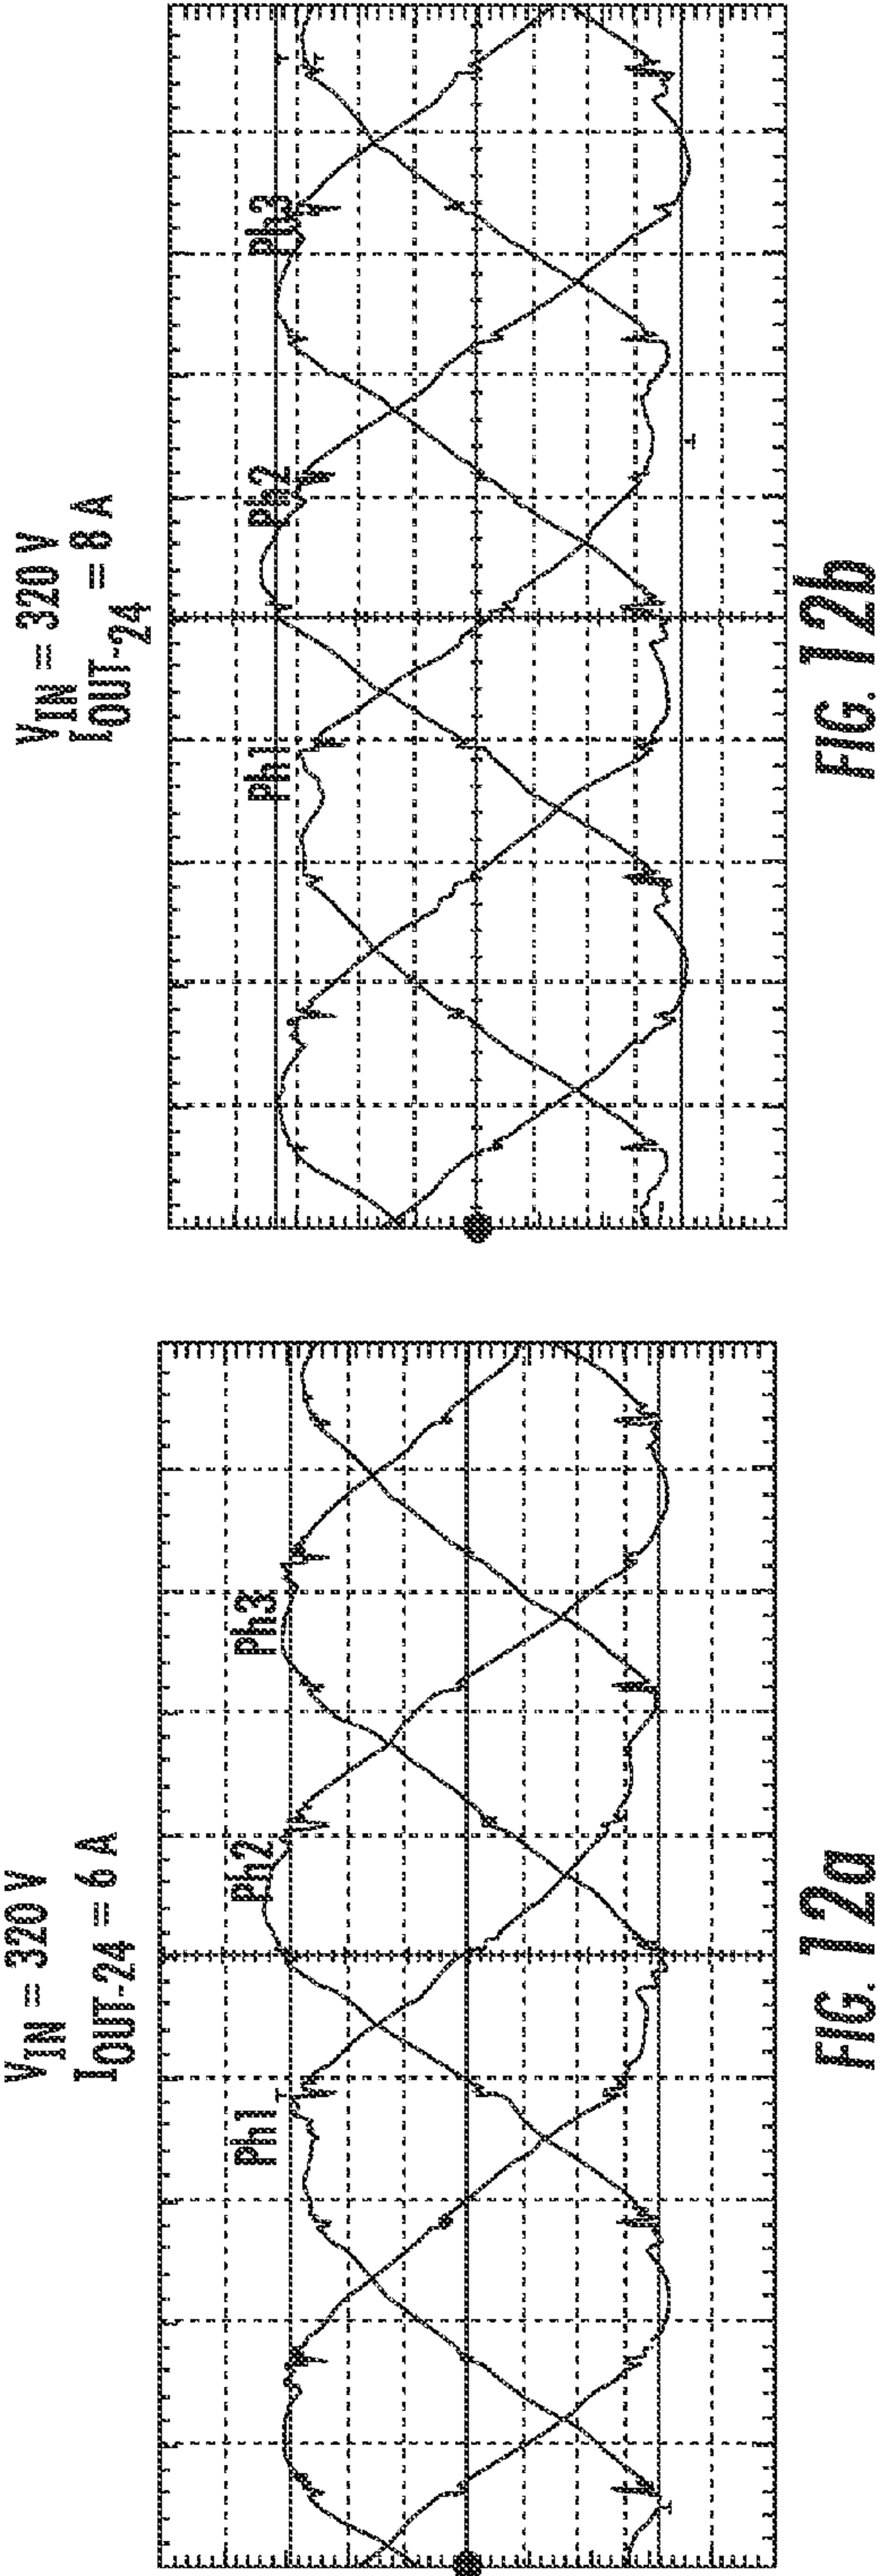 V_IN = 320 V
I_OUT-24 = 6 A
Ph1
Ph2
Ph3
FIG. 12a
V_IN = 320 V
I_OUT-24 = 8 A
Ph1
Ph2
Ph3
FIG. 12b